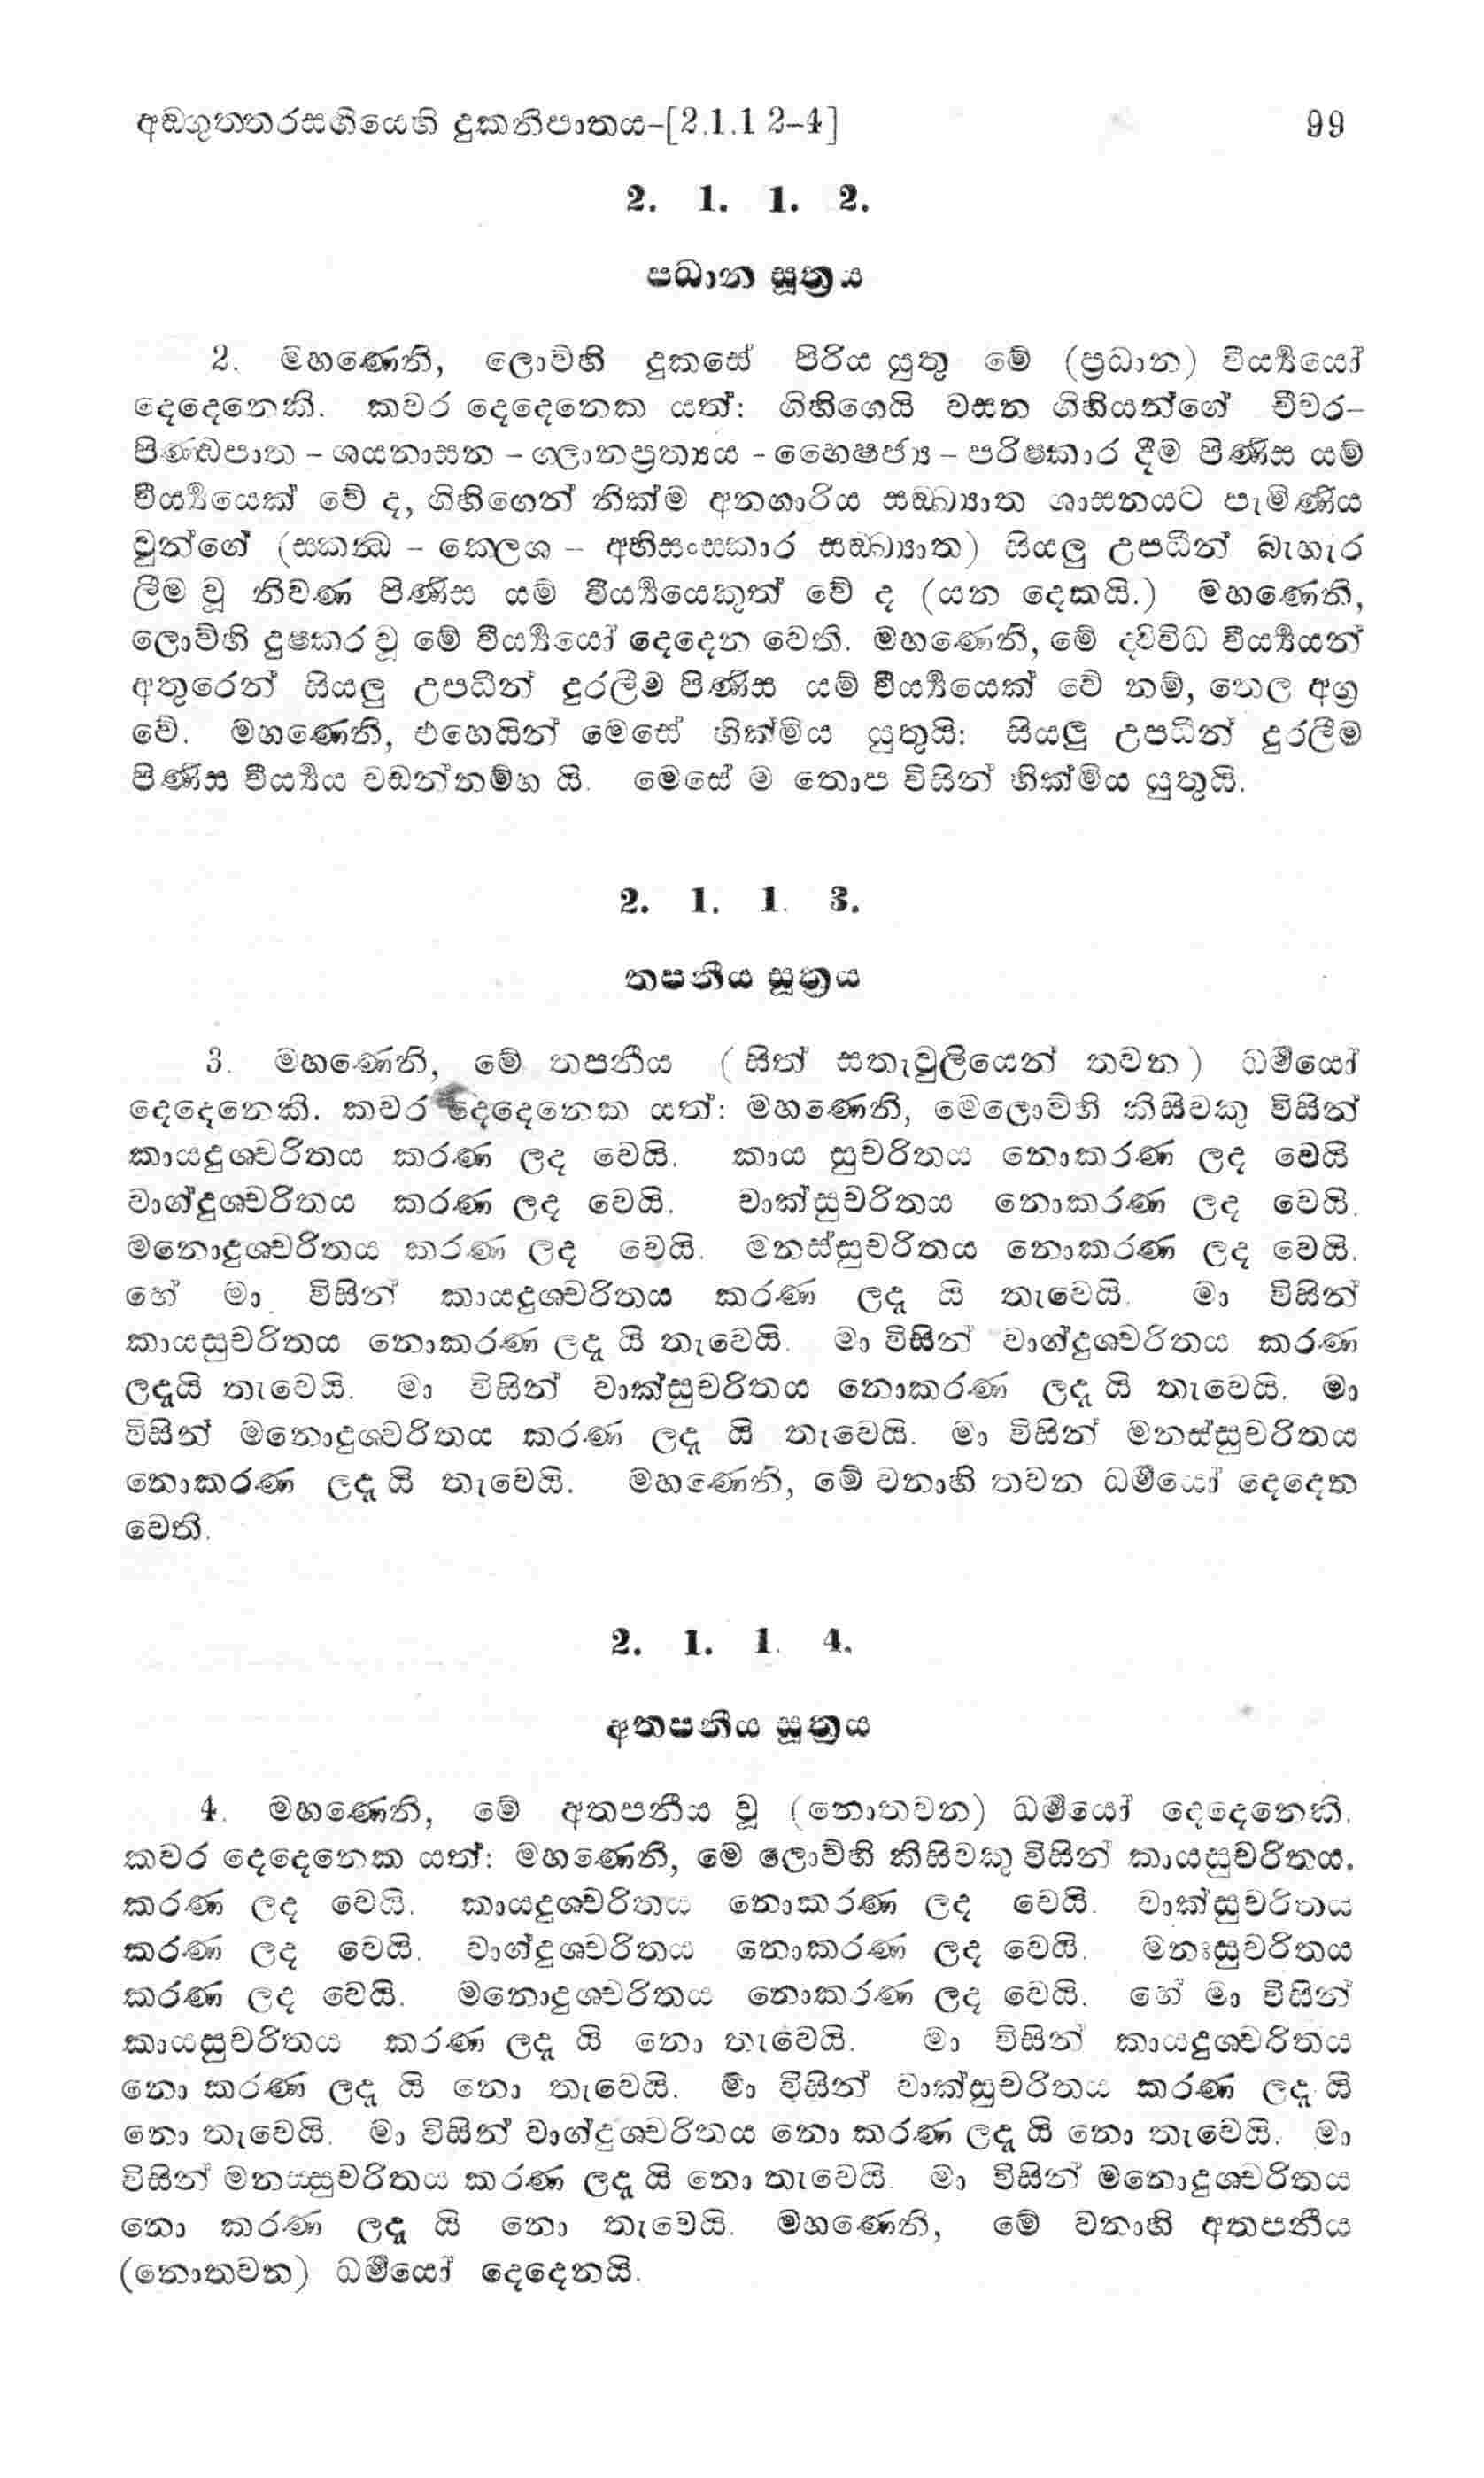 අඞ්ගුත්තරසඟියෙහි දුකනිපාතය–[2.1.1 2–4] 99
2. 1. 1. 2.
පධාන සූත්‍රය
2. මහණෙනි, ලොව්හි දුකසේ පිරිය යුතු මේ (ප්‍රධාන) වීර්‍ය්‍යයෝ
දෙදෙනෙකි. කවර දෙදෙනෙක යත්: ගිහිගෙයි වසන ගිහියන්ගේ චීවර–
පිණ්ඩපාත – ශයනාසන – ගලානප්‍රත්‍යය – භෛෂජ්‍ය – පරිෂ්කාර දීම පිණිස යම්
වීර්‍ය්‍යයෙක් වේ ද, ගිහිගෙන් නික්ම අනගාරිය සඞ්ඛ්‍යාත ශාසනයට පැමිණිය
වුන්ගේ (සකන්‍ධ – කෙලශ – අභිසංසකාර සඞ්ඛ්‍යාත) සියලු උපධීන් බැහැර
ලීම වූ නිවණ පිණිස යම් වීර්‍ය්‍යයෙකුත් වේ ද (යන දෙකයි.) මහණෙනි,
ලොව්හි දුෂ්කර වූ මේ වීර්‍ය්‍යයෝ දෙදෙන වෙති. මහණෙනි, මේ ද්විවිධ වීර්‍ය්‍යයන්
අතුරෙන් සියලු උපධීන් දුරලීම පිණිස යම් වීර්‍ය්‍යයෙක් වේ නම්, තෙල අග්‍ර
වේ. මහණෙනි, එහෙයින් මෙසේ හික්මිය යුතුයි: සියලු උපධීන් දුරලීම
පිණිස වීර්‍ය්‍යය වඩන්නම්හ යි. මෙසේ ම තොප විසින් හික්මිය යුතුයි.
2. 1. 1. 3.
තපනීය සූත්‍රය
3. මහණෙනි, මේ තපනීය (සිත් සතැවුලියෙන් තවන) ධර්‍මයෝ
දෙදෙනෙකි. කවර දෙදෙනෙක යත්: මහණෙනි, මෙලොව්හි කිසිවකු විසින්
කායදුශ්චරිතය කරණ ලද වෙයි. කාය සුචරිතය නොකරණ ලද වෙයි
වාග්දුශ්චරිතය කරණ ලද වෙයි. වාක්සුචරිතය නොකරණ ලද වෙයි.
මනොදුශ්චරිතය කරණ ලද වෙයි. මනස්සුචරිතය නොකරණ ලද වෙයි.
හේ මා විසින් කායදුශ්චරිතය කරණ ලදැ යි තැවෙයි. මා විසින්
කායසුචරිතය නොකරණ ලදැ යි තැවෙයි. මා විසින් වාග්දුශ්චරිතය කරණ
ලදැයි තැවෙයි. මා විසින් වාක්සුචරිතය නොකරණ ලදැ යි තැවෙයි. මා
විසින් මනොදුශ්චරිතය කරණ ලදැ යි තැවෙයි. මා විසින් මනස්සුචරිතය
නොකරණ ලදැ යි තැවෙයි. මහණෙනි, මේ වනාහි තවන ධර්‍මයෝ දෙදෙන
වෙති.
2. 1. 1. 4.
අතපනීය සූත්‍රය
4. මහණෙනි, මේ අතපනීය වූ (නොතවන) ධර්‍මයෝ දෙදෙනෙකි.
කවර දෙදෙනෙක යත්: මහණෙනි, මෙ ලොව්හි කිසිවකු විසින් කායසුචරිතය.
කරණ ලද වෙයි. කායදුශ්චරිතය නොකරණ ලද වෙයි. වාක්සුචරිතය
කරණ ලද වෙයි. වාග්දුශ්චරිතය නොකරණ ලද වෙයි. මනඃසුචරිතය
කරණ ලද වෙයි. මනොදුශ්චරිතය නොකරණ ලද වෙයි. හේ මා විසින්
කායසුචරිතය කරණ ලදැ යි නො තැවෙයි. මා විසින් කායදුශ්චරිතය
නො කරණ ලදැ යි නො තැවෙයි. මා විසින් වාක්සුචරිතය කරණ ලදැ යි
නො තැවෙයි. මා විසින් වාග්දුශ්චරිතය නො කරණ ලදැ යි නො තැවෙයි. මා
විසින් මනස්සුචරිතය කරණ ලදැ යි නො තැවෙයි. මා විසින් මනොදුශ්චරිතය
නො කරණ ලදැ යි නො තැවෙයි. මහණෙනි, මේ වනාහි අතපනීය
(නොතවන) ධර්‍මයෝ දෙදෙනයි.